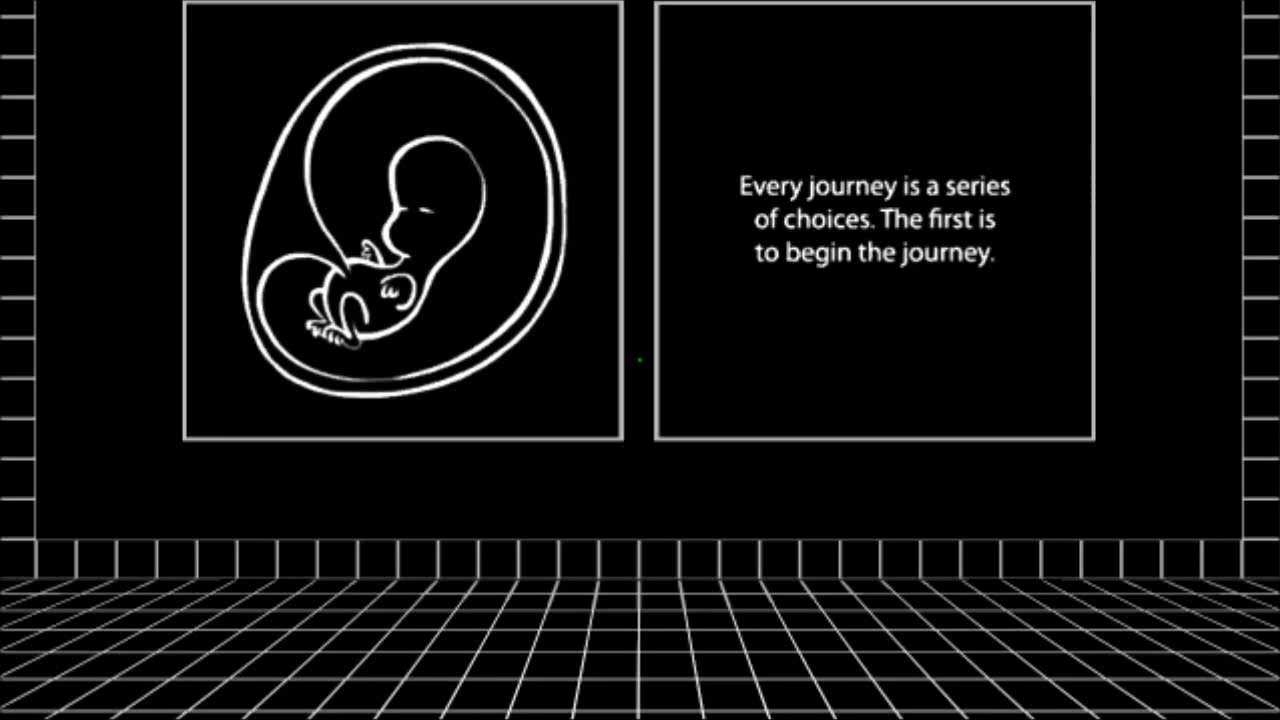 Every journey is a series
of choices. The first is
to begin the journey.